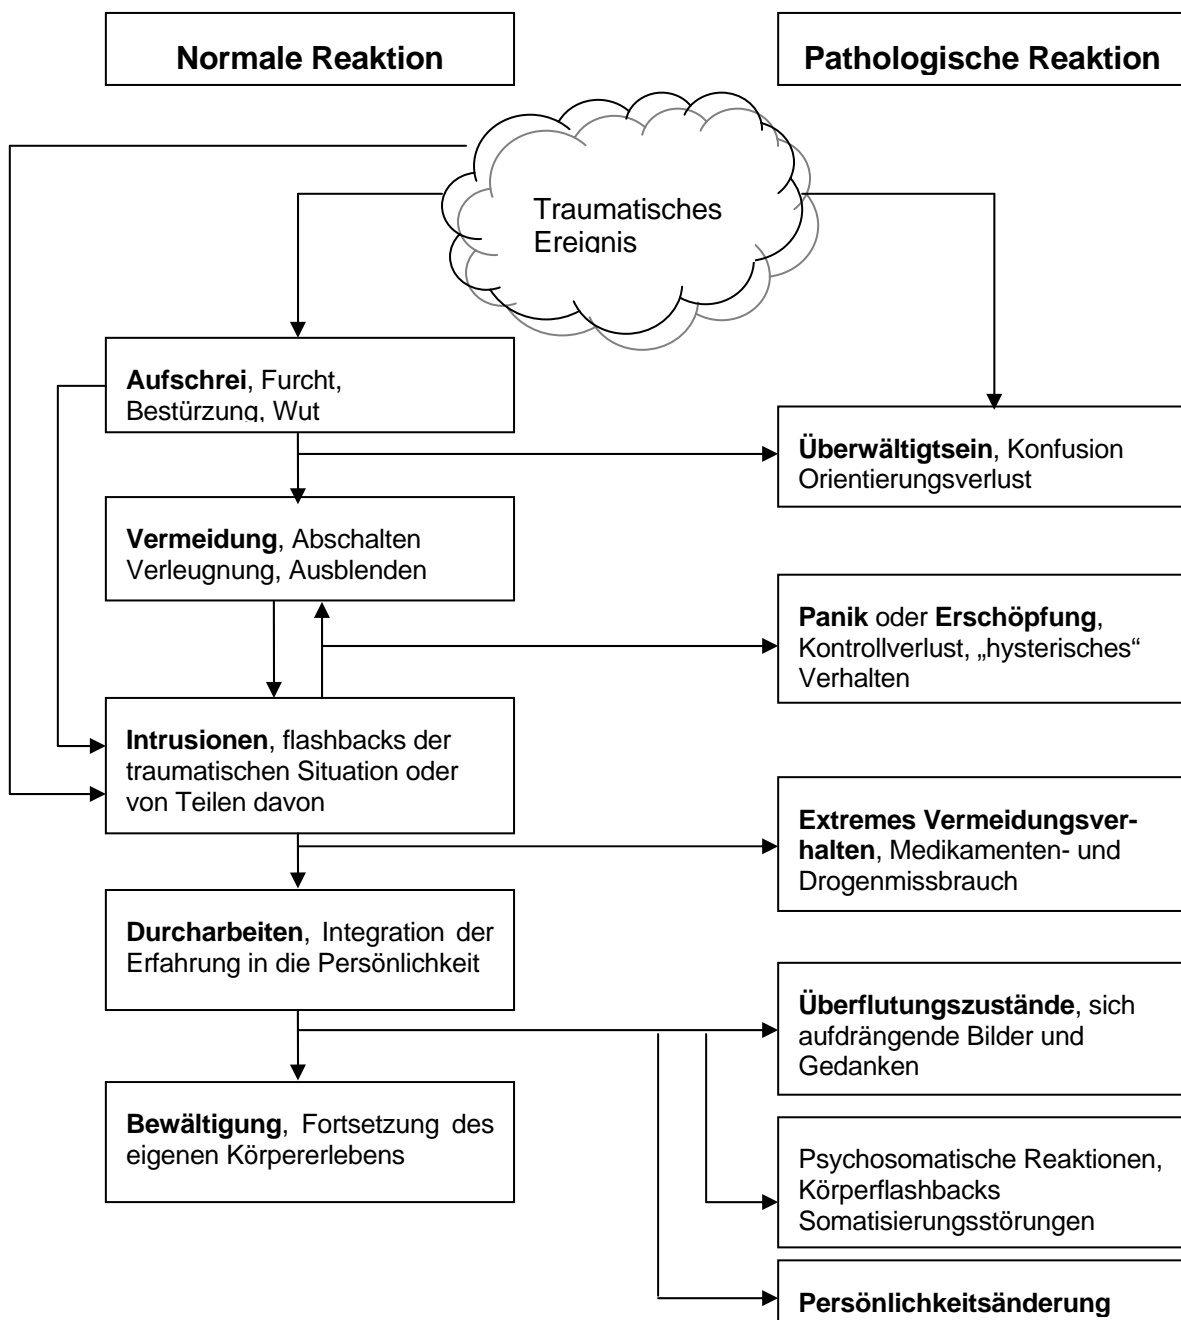 Normale Reaktion
Pathologische Reaktion
Traumatisches
Ereignis
Aufschrei, Furcht,
Bestürzung, Wut
Überwältigtsein, Konfusion
Orientierungsverlust
Vermeidung, Abschalten
Verleugnung, Ausblenden
Panik oder Erschöpfung,
Kontrollverlust, „hysterisches“
Verhalten
Intrusionen, flashbacks der
traumatischen Situation oder
von Teilen davon
Extremes Vermeidungsver-
halten, Medikamenten- und
Drogenmissbrauch
Durcharbeiten, Integration der
Erfahrung in die Persönlichkeit
Überflutungszustände, sich
aufdrängende Bilder und
Gedanken
Bewältigung, Fortsetzung des
eigenen Körpererlebens
Psychosomatische Reaktionen,
Körperflashbacks
Somatisierungsstörungen
Persönlichkeitsänderung